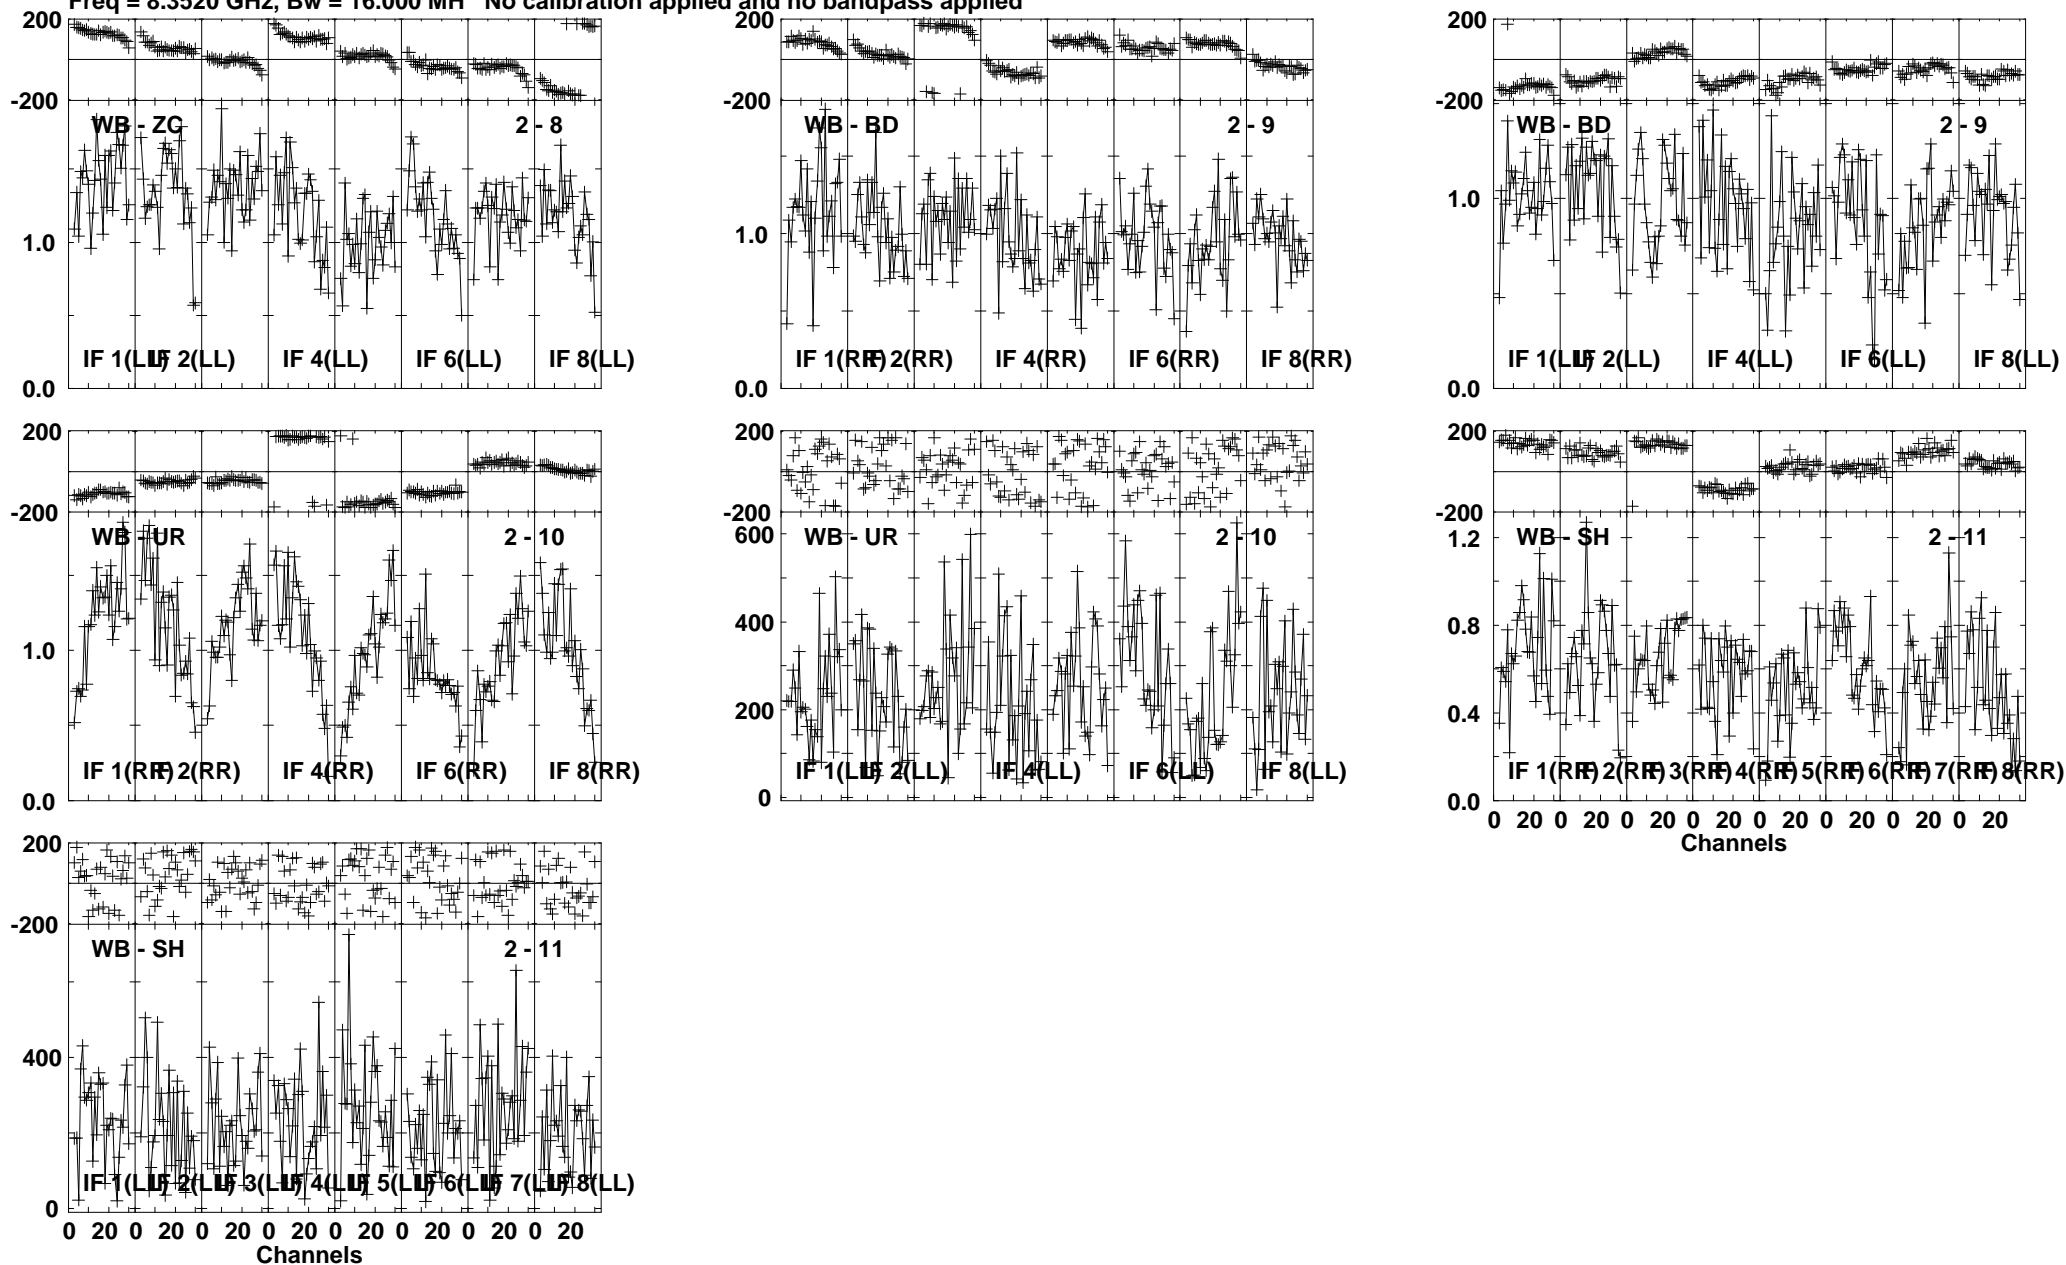 Freq = 8.3520 GHz, Bw = 16.000 MH No calibration applied and no bandpass applied
200
-200
WB - ZC 2 - 8
1.0
IF 1(LL) IF 2(LL) IF 4(LL) IF 6(LL) IF 8(LL)
0.0
WB - BD 2 - 9
1.0
IF 1(RR) IF 2(RR) IF 4(RR) IF 6(RR) IF 8(RR)
0.0
200
-200
WB - BD 2 - 9
1.0
IF 1(LL) IF 2(LL) IF 4(LL) IF 6(LL) IF 8(LL)
0.0
200
-200
200
-200
WB - UR 2 - 10
1.0
IF 1(RR) IF 2(RR) IF 4(RR) IF 6(RR) IF 8(RR)
0.0
200
-200
WB - UR 2 - 10
600
400
200
IF 1(LL) IF 2(LL) IF 4(LL) IF 6(LL) IF 8(LL)
0
200
-200
WB - SH 2 - 11
1.2
0.8
0.4
IF 1(RR) IF 2(RR) IF 3(RR) IF 4(RR) IF 5(RR) IF 6(RR) IF 7(RR) IF 8(RR)
0.0
0 20 0 20 0 20 0 20 0 20 0 20 0 20 0 20
Channels
200
-200
WB - SH 2 - 11
400
IF 1(LL) IF 2(LL) IF 3(LL) IF 4(LL) IF 5(LL) IF 6(LL) IF 7(LL) IF 8(LL)
0
0 20 0 20 0 20 0 20 0 20 0 20 0 20 0 20
Channels